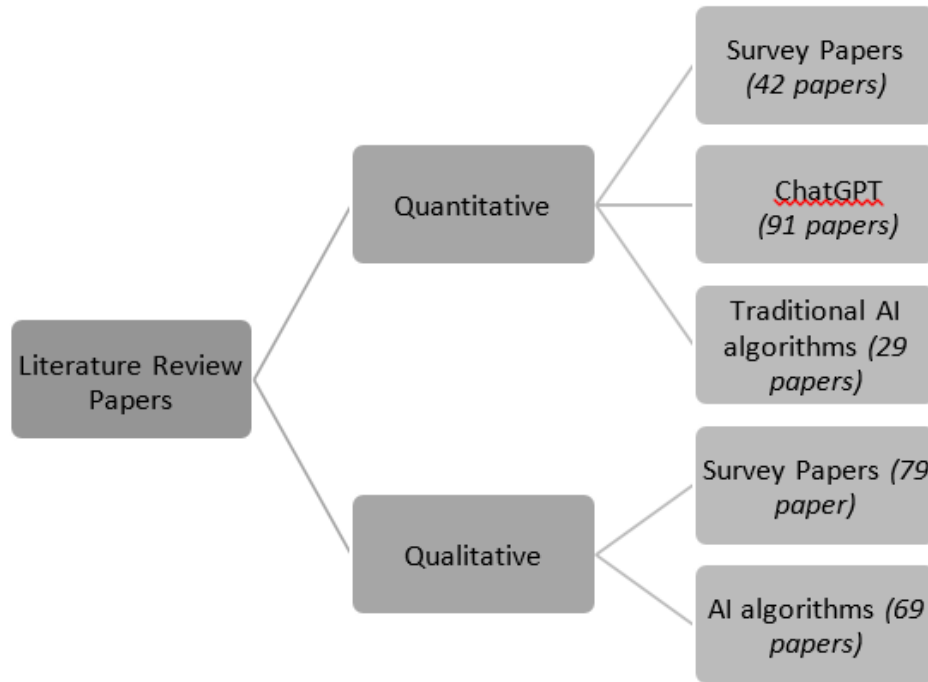 Literature Review
Papers
Quantitative
Survey Papers
(42 papers)
ChatGPT
(91 papers)
Traditional AI
algorithms (29
papers)
Qualitative
Survey Papers (79
paper)
AI algorithms (69
papers)